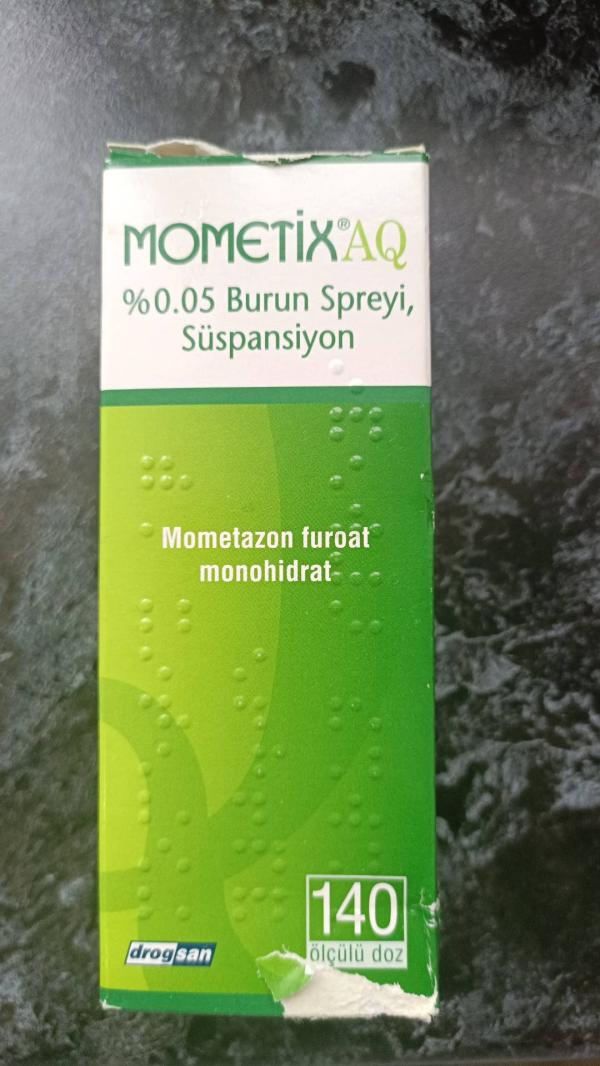 MOMETİX® AQ
%0.05 Burun Spreyi,
Süspansiyon
Mometazon furoat
monohidrat
140
ölçülü doz
drogsan